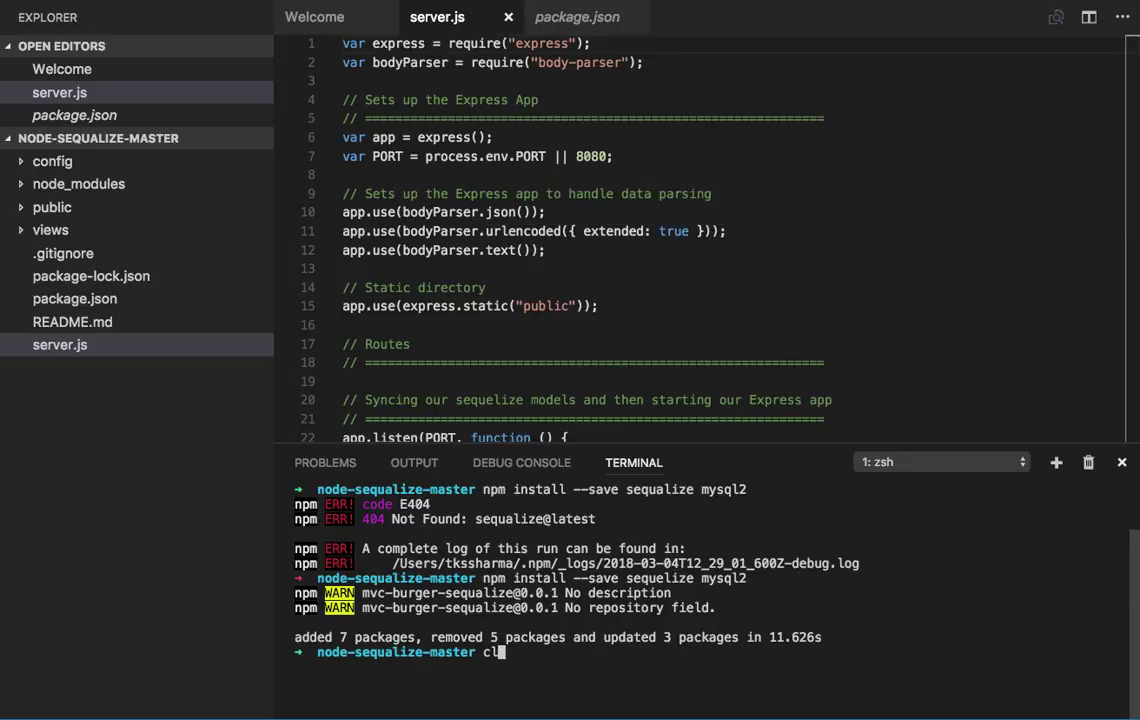 EXPLORER
OPEN EDITORS
Welcome
server.js
package.json
NODE-SEQUALIZE-MASTER
config
node_modules
public
views
.gitignore
package-lock.json
package.json
README.md
server.js
Welcome server.js package.json
1 var express = require("express");
2 var bodyParser = require("body-parser");
3
4 // Sets up the Express App
5 // =============================================================
6 var app = express();
7 var PORT = process.env.PORT || 8080;
8
9 // Sets up the Express app to handle data parsing
10 app.use(bodyParser.json());
11 app.use(bodyParser.urlencoded({ extended: true }));
12 app.use(bodyParser.text());
13
14 // Static directory
15 app.use(express.static("public"));
16
17 // Routes
18 // =============================================================
19
20 // Syncing our sequelize models and then starting our Express app
21 // =============================================================
22 app.listen(PORT, function () {
PROBLEMS OUTPUT DEBUG CONSOLE TERMINAL 1: zsh
→ node-sequalize-master npm install --save sequalize mysql2
npm ERR! code E404
npm ERR! 404 Not Found: sequalize@latest
npm ERR! A complete log of this run can be found in:
npm ERR! /Users/tkssharma/.npm/_logs/2018-03-04T12_29_01_600Z-debug.log
→ node-sequalize-master npm install --save sequelize mysql2
npm WARN mvc-burger-sequalize@0.0.1 No description
npm WARN mvc-burger-sequalize@0.0.1 No repository field.
added 7 packages, removed 5 packages and updated 3 packages in 11.626s
→ node-sequalize-master cl